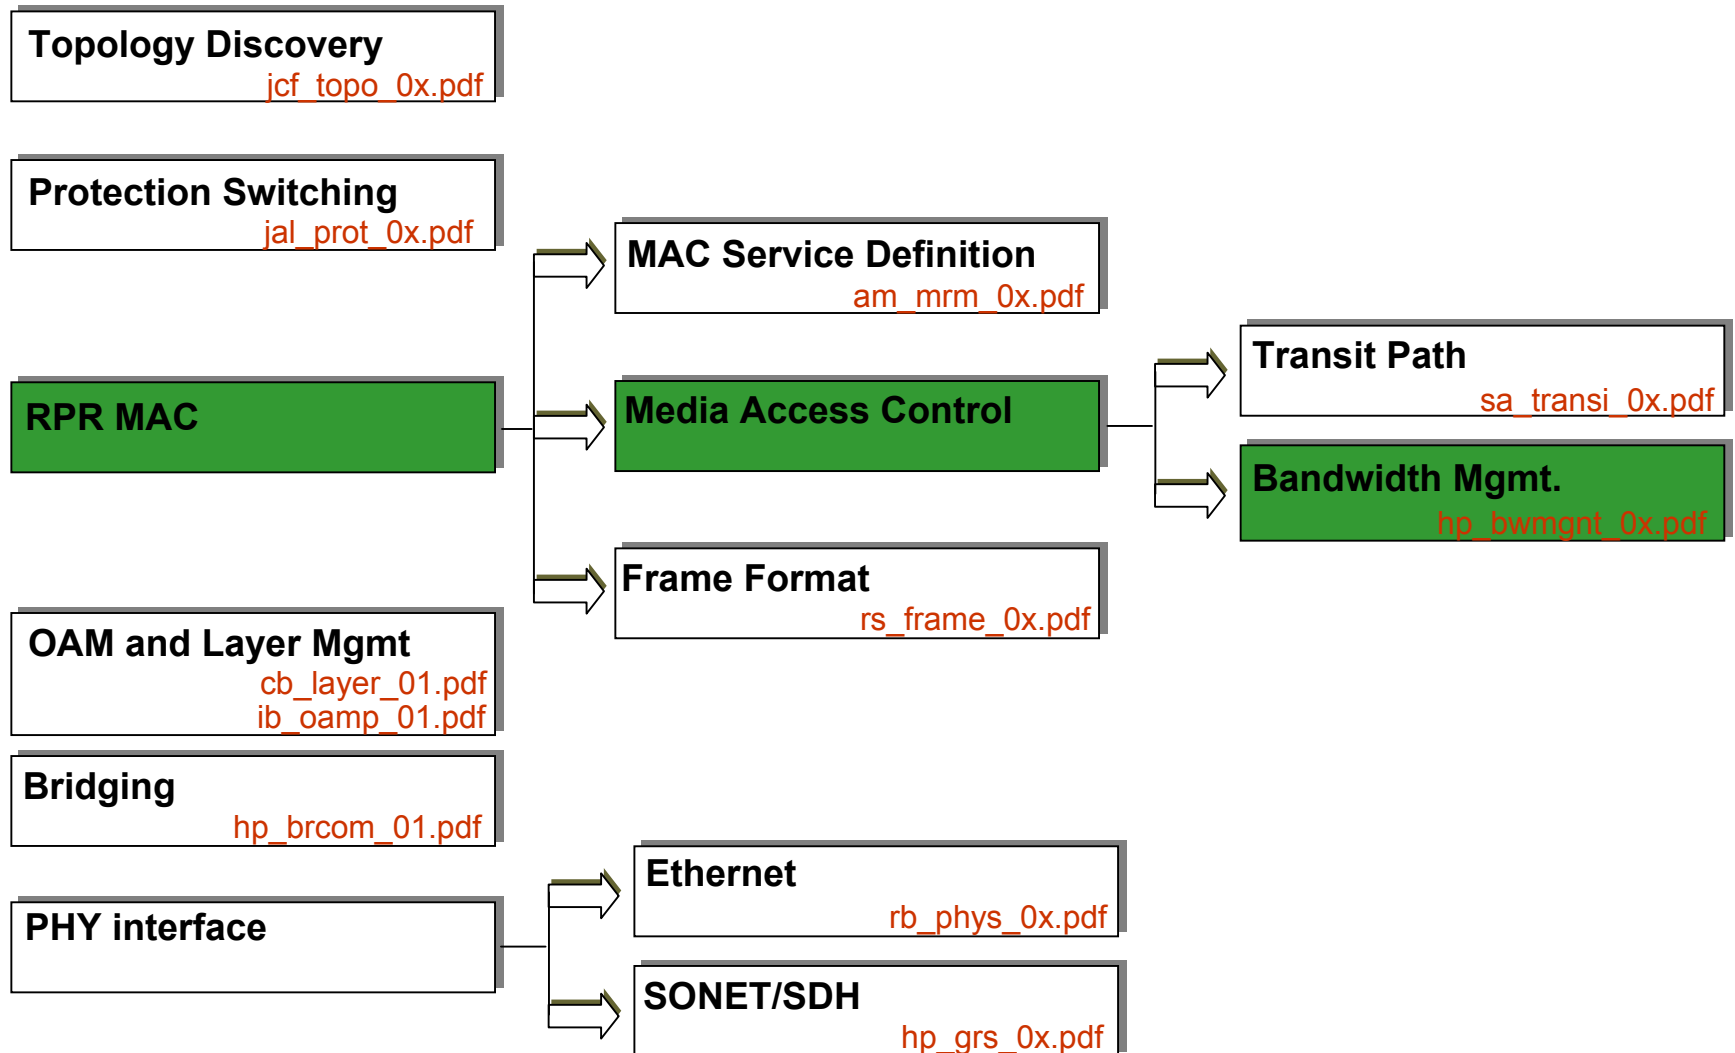 Topology Discovery
jcf_topo_0x.pdf
Protection Switching
jal_prot_0x.pdf
MAC Service Definition
am_mrm_0x.pdf
Transit Path
sa_transi_0x.pdf
RPR MAC
Media Access Control
Bandwidth Mgmt.
hp_bwmgnt_0x.pdf
Frame Format
rs_frame_0x.pdf
OAM and Layer Mgmt
cb_layer_01.pdf
ib_oamp_01.pdf
Bridging
hp_brcom_01.pdf
Ethernet
rb_phys_0x.pdf
PHY interface
SONET/SDH
hp_grs_0x.pdf